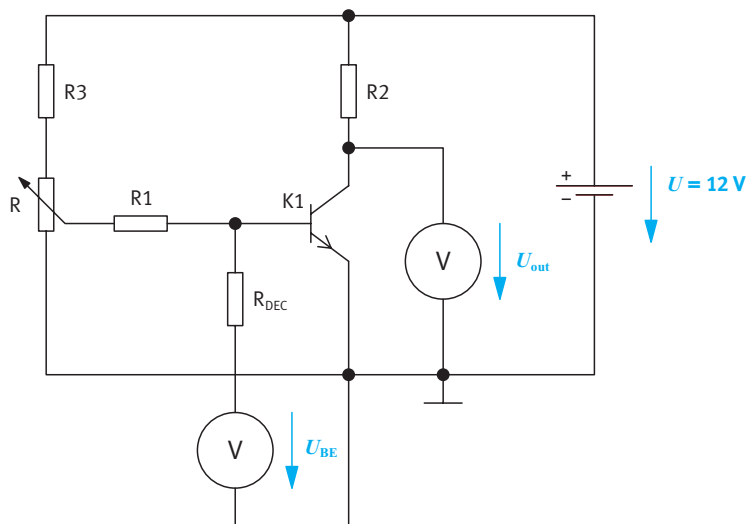 R3
R2
+
−
U = 12 V
R
R1
K1
V
Uout
RDEC
V
UBE